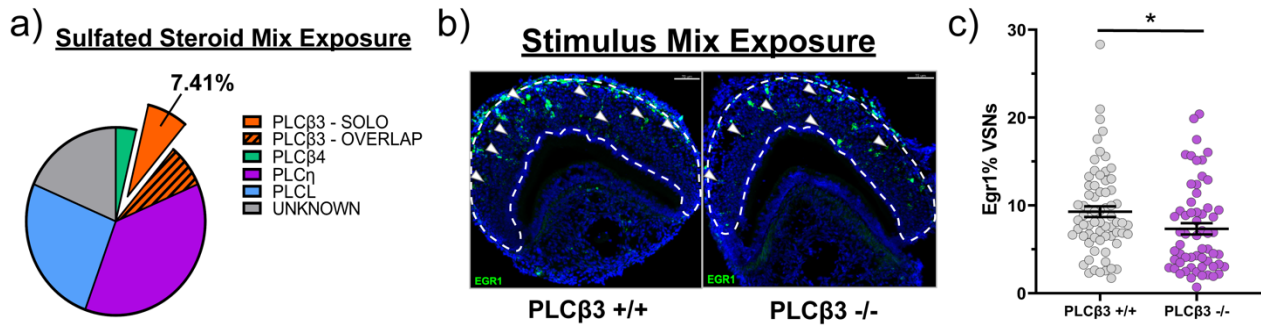 a)
Sulfated Steroid Mix Exposure
7.41%
PLCβ3 - SOLO
PLCβ3 - OVERLAP
PLCβ4
PLCη
PLCL
UNKNOWN
b)
Stimulus Mix Exposure
EGR1
EGR1
PLCβ3 +/+
PLCβ3 -/-
c)
*
Egr1% VSNs
30
20
10
0
PLCβ3 +/+
PLCβ3 -/-